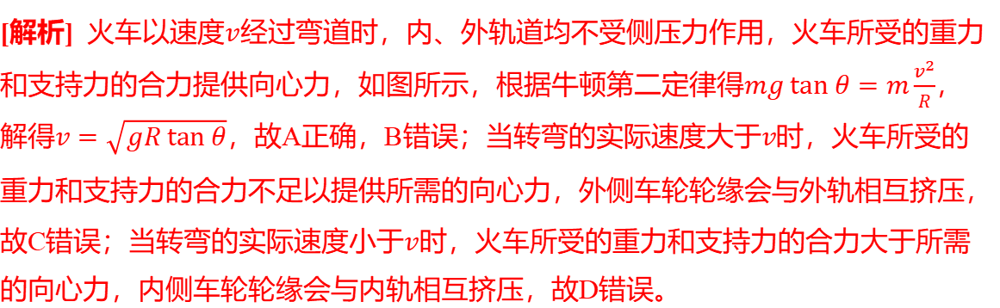 [解析] 火车以速度𝑣经过弯道时，内、外轨道均不受侧压力作用，火车所受的重力
和支持力的合力提供向心力，如图所示，根据牛顿第二定律得𝑚𝑔 tan 𝜃 = 𝑚 𝑣²/𝑅，
解得𝑣 = √(𝑔𝑅 tan 𝜃)，故A正确，B错误；当转弯的实际速度大于𝑣时，火车所受的
重力和支持力的合力不足以提供所需的向心力，外侧车轮轮缘会与外轨相互挤压，
故C错误；当转弯的实际速度小于𝑣时，火车所受的重力和支持力的合力大于所需
的向心力，内侧车轮轮缘会与内轨相互挤压，故D错误。